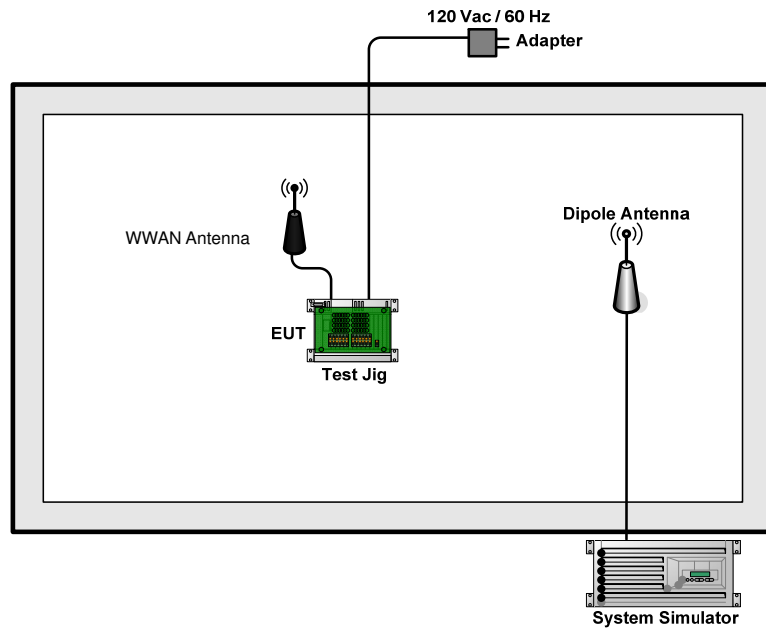 120 Vac / 60 Hz
Adapter
WWAN Antenna
Dipole Antenna
EUT
Test Jig
System Simulator